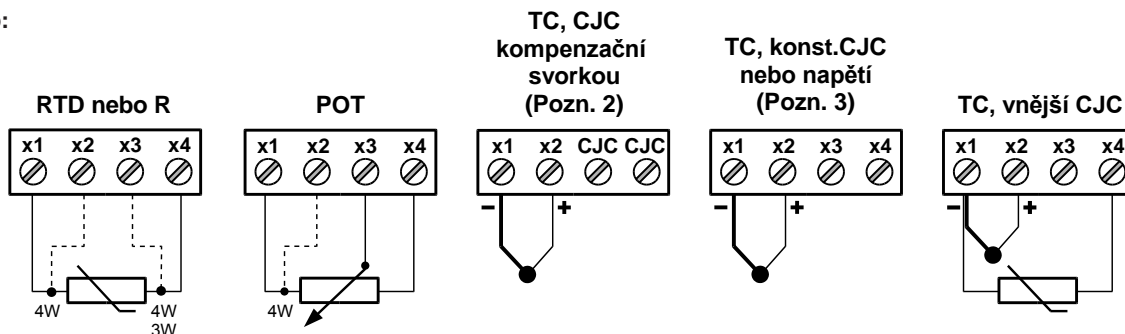 :
RTD nebo R
x1 x2 x3 x4
4W
4W
3W
POT
x1 x2 x3 x4
4W
TC, CJC
kompenzační
svorkou
(Pozn. 2)
x1 x2 CJC CJC
- +
TC, konst.CJC
nebo napětí
(Pozn. 3)
x1 x2 x3 x4
- +
TC, vnější CJC
x1 x2 x3 x4
- +